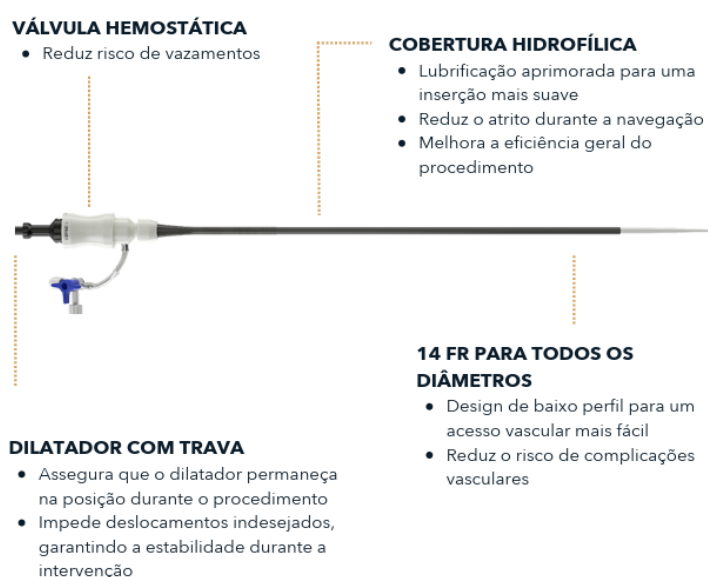 VÁLVULA HEMOSTÁTICA
• Reduz risco de vazamentos
COBERTURA HIDROFÍLICA
• Lubrificação aprimorada para uma
inserção mais suave
• Reduz o atrito durante a navegação
• Melhora a eficiência geral do
procedimento
14 FR PARA TODOS OS
DIÂMETROS
• Design de baixo perfil para um
acesso vascular mais fácil
• Reduz o risco de complicações
vasculares
DILATADOR COM TRAVA
• Assegura que o dilatador permaneça
na posição durante o procedimento
• Impede deslocamentos indesejados,
garantindo a estabilidade durante a
intervenção